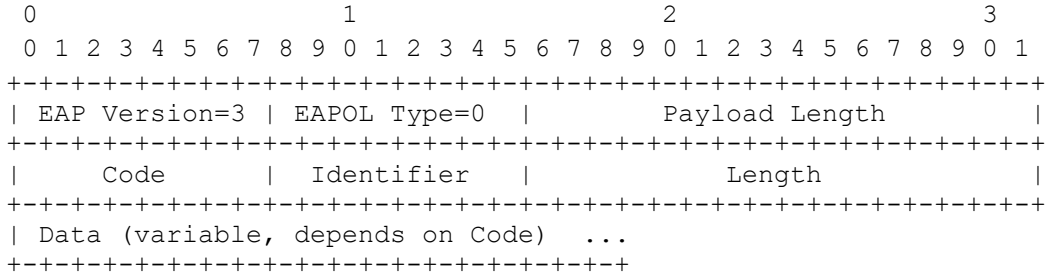 0                   1                   2                   3
 0 1 2 3 4 5 6 7 8 9 0 1 2 3 4 5 6 7 8 9 0 1 2 3 4 5 6 7 8 9 0 1
+-+-+-+-+-+-+-+-+-+-+-+-+-+-+-+-+-+-+-+-+-+-+-+-+-+-+-+-+-+-+-+-+
| EAP Version=3 | EAPOL Type=0  |        Payload Length         |
+-+-+-+-+-+-+-+-+-+-+-+-+-+-+-+-+-+-+-+-+-+-+-+-+-+-+-+-+-+-+-+-+
|     Code      |  Identifier   |            Length             |
+-+-+-+-+-+-+-+-+-+-+-+-+-+-+-+-+-+-+-+-+-+-+-+-+-+-+-+-+-+-+-+-+
| Data (variable, depends on Code)  ...
+-+-+-+-+-+-+-+-+-+-+-+-+-+-+-+-+-+-+-+